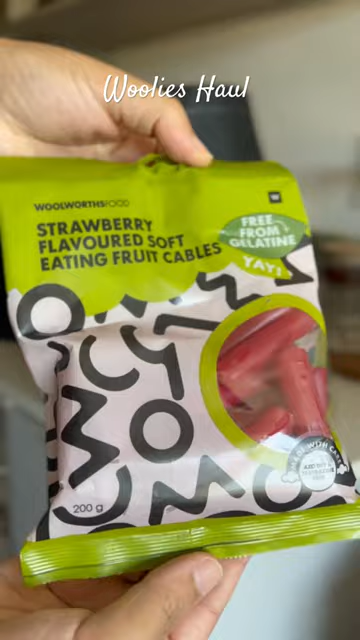 Woolies Haul
W
WOOLWORTHSFOOD
STRAWBERRY
FLAVOURED SOFT
EATING FRUIT CABLES
FREE
FROM
GELATINE
YAY!
200 g